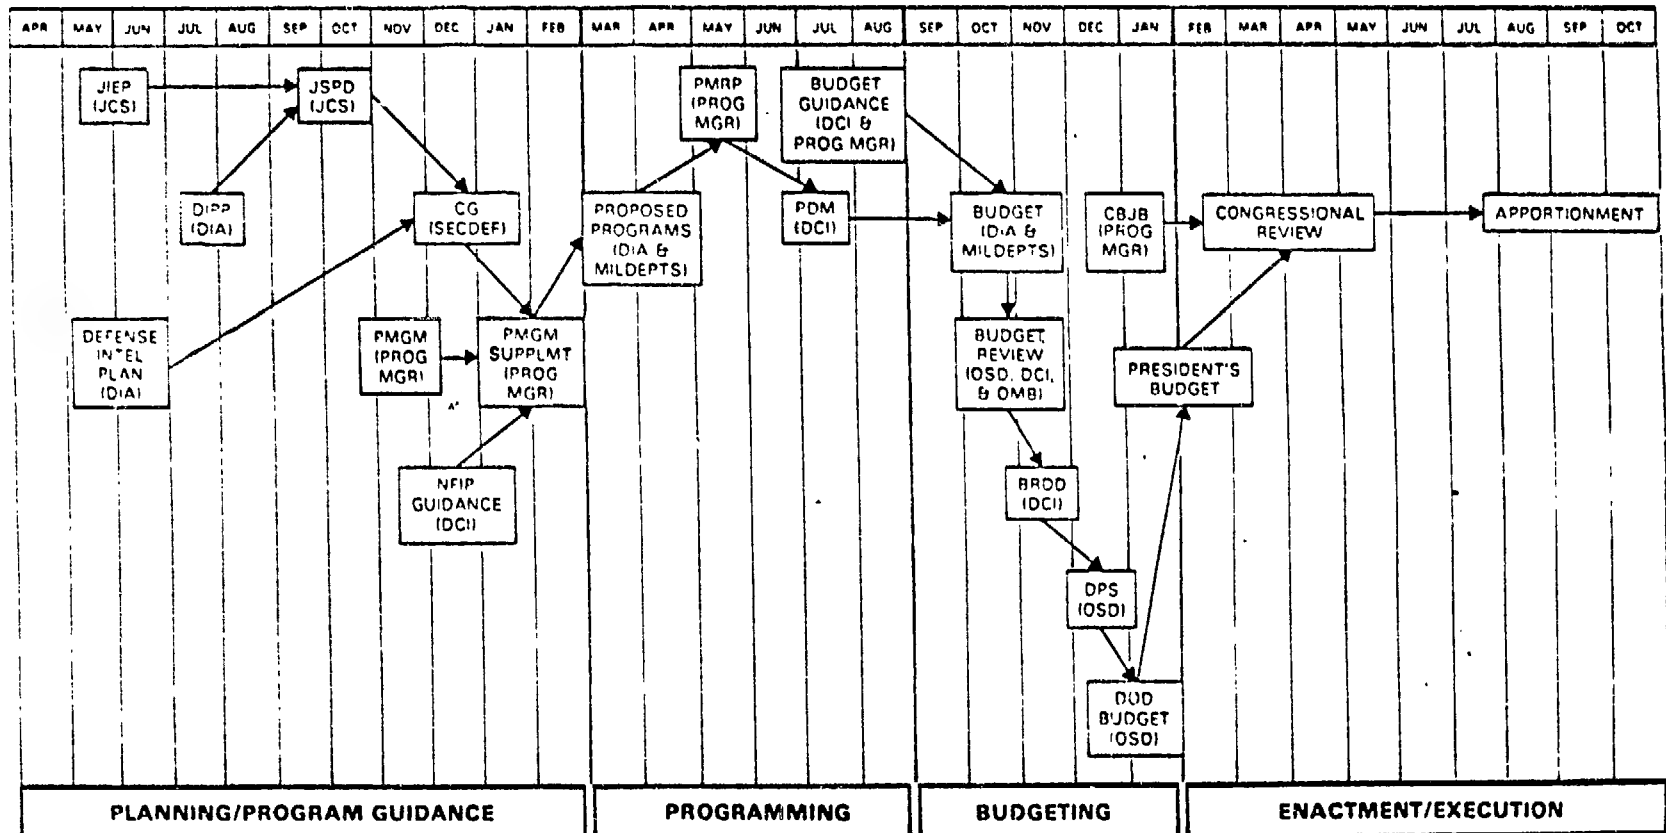 APR MAY JUN JUL AUG SEP OCT NOV DEC JAN FEB MAR APR MAY JUN JUL AUG SEP OCT NOV DEC JAN FEB MAR APR MAY JUN JUL AUG SEP OCT
JIEP
(JCS)
JSPD
(JCS)
PMRP
(PROG
MGR)
BUDGET
GUIDANCE
(DCI &
PROG MGR)
DIPP
(DIA)
CG
(SECDEF)
PROPOSED
PROGRAMS
(DIA &
MILDEPTS)
PDM
(DCI)
BUDGET
(DIA &
MILDEPTS)
CBJB
(PROG
MGR)
CONGRESSIONAL
REVIEW
APPORTIONMENT
DEFENSE
INTEL
PLAN
(DIA)
PMGM
(PROG
MGR)
PMGM
SUPPLMT
(PROG
MGR)
BUDGET
REVIEW
(OSD, DCI,
& OMB)
PRESIDENT'S
BUDGET
NFIP
GUIDANCE
(DCI)
BRDD
(DCI)
DPS
(OSD)
DOD
BUDGET
(OSD)
PLANNING/PROGRAM GUIDANCE
PROGRAMMING
BUDGETING
ENACTMENT/EXECUTION